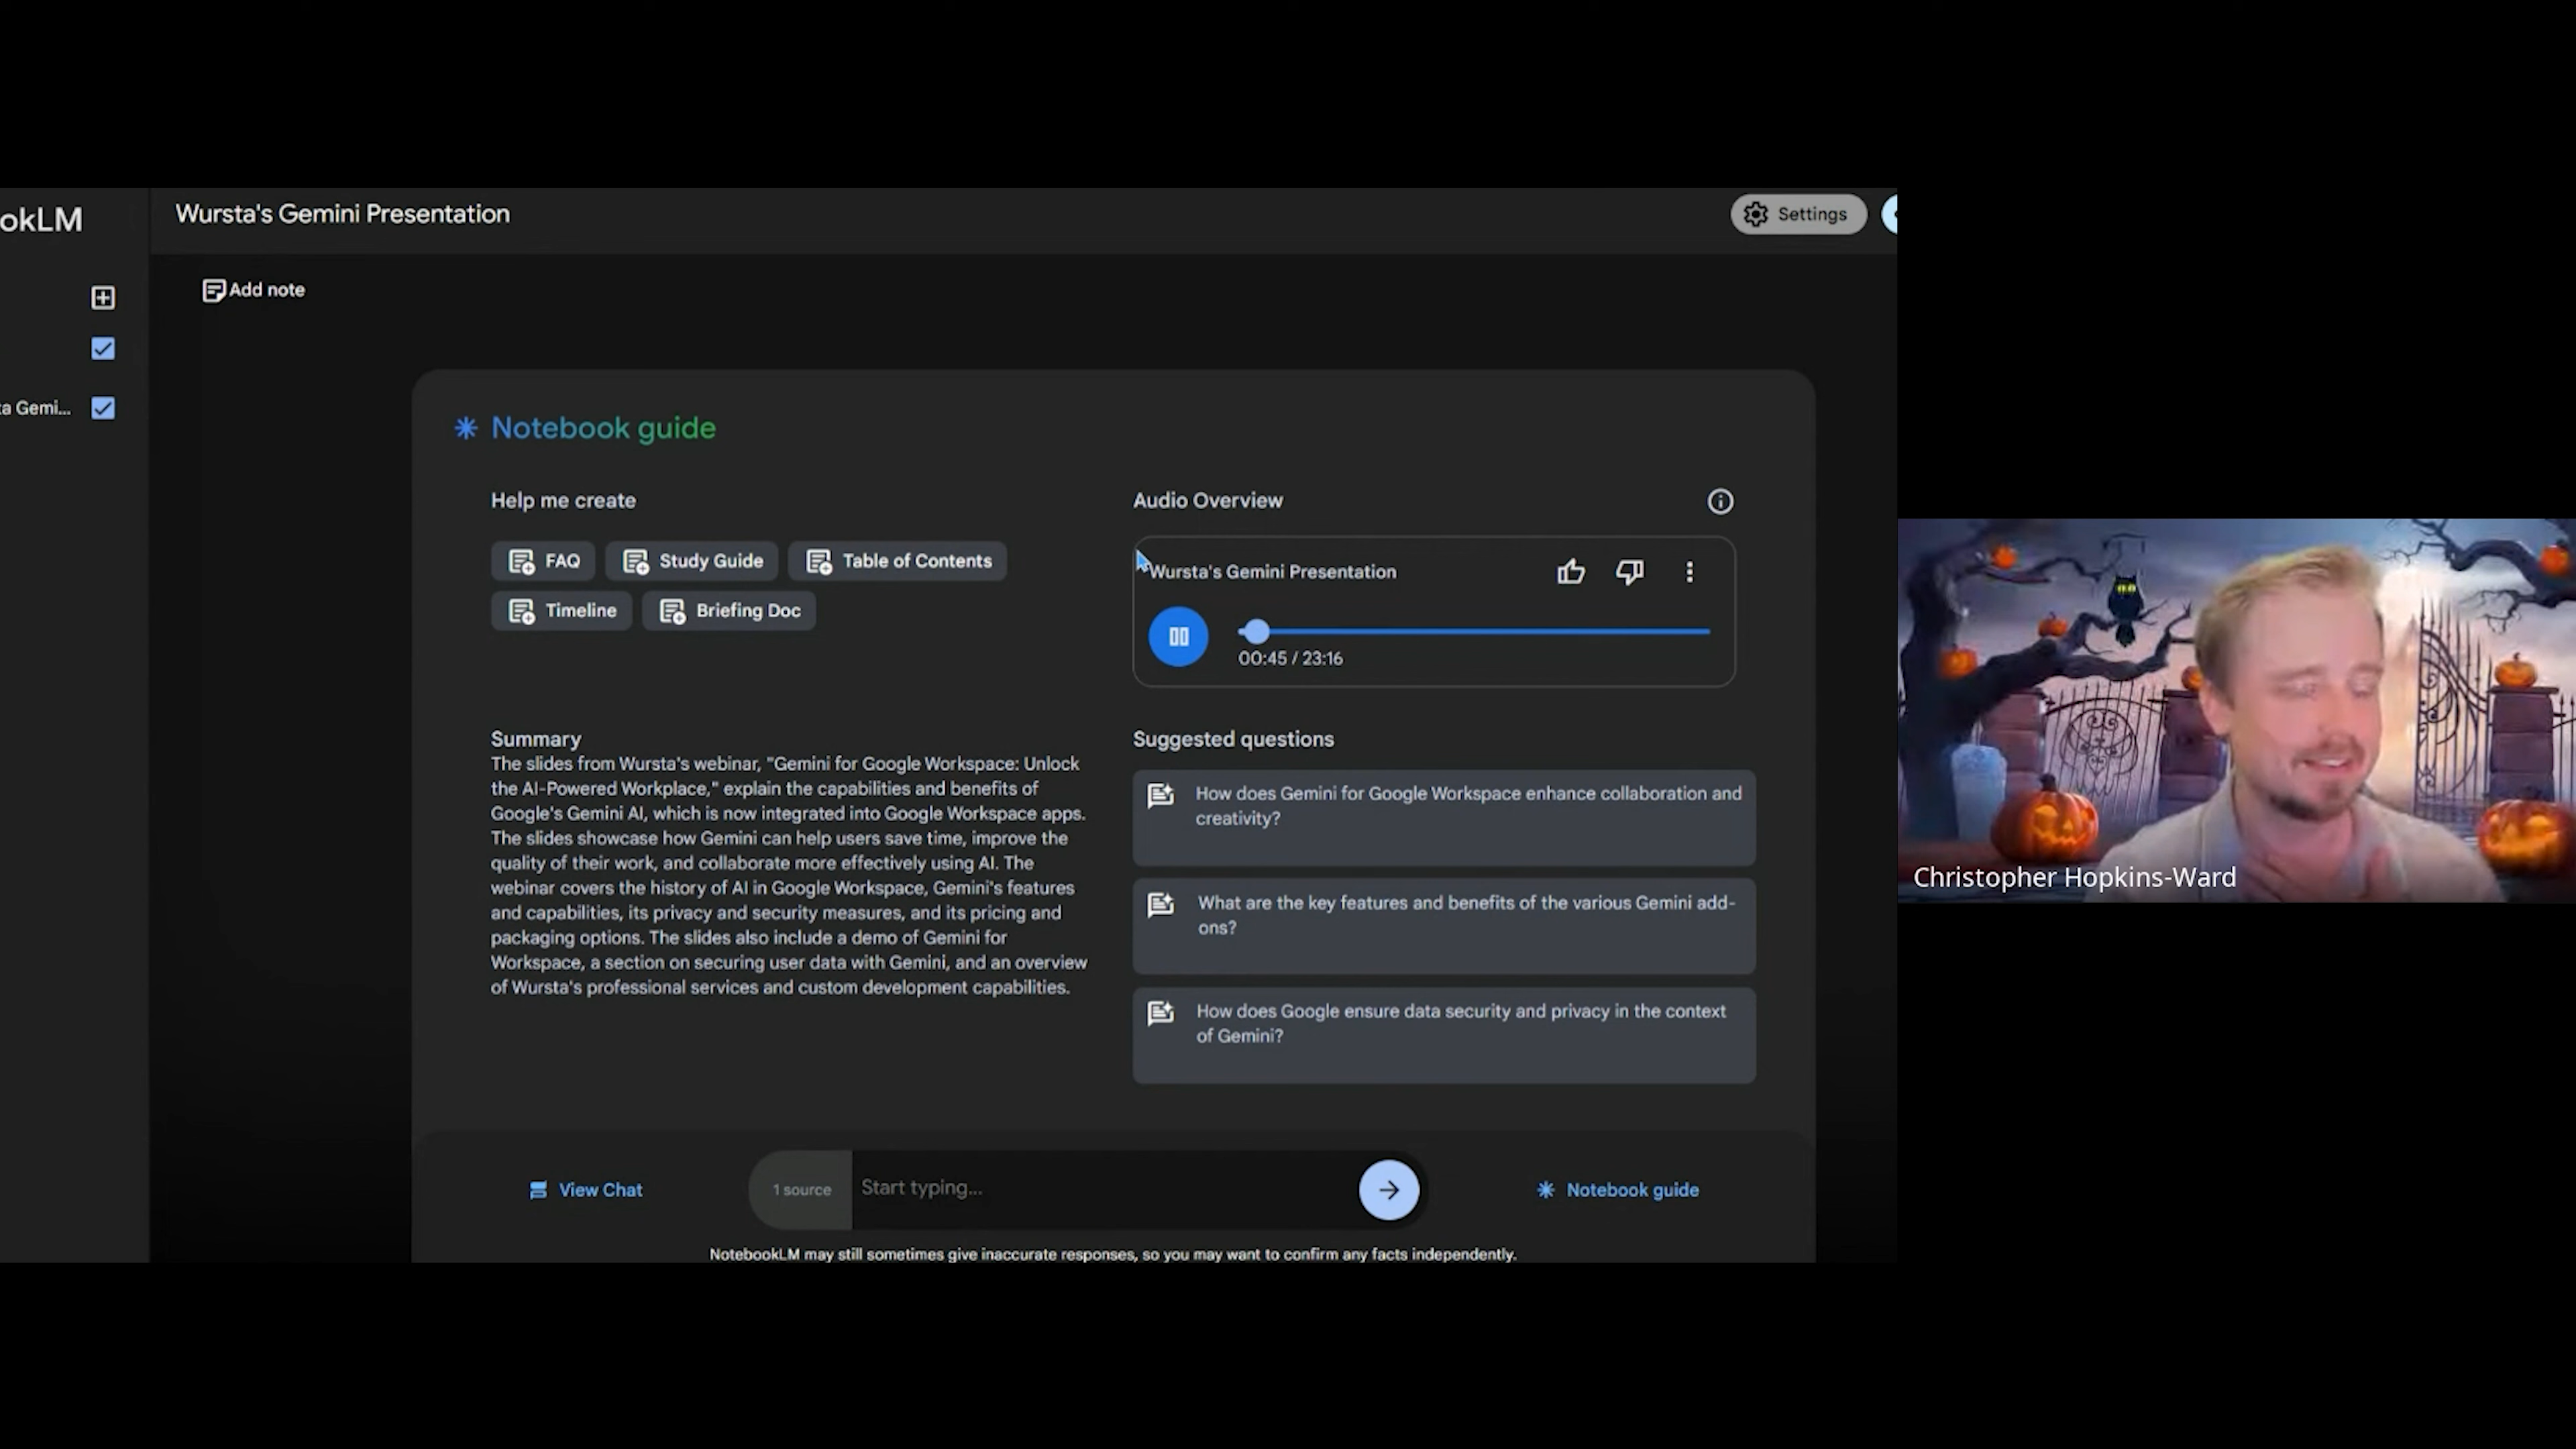 okLM
Wursta's Gemini Presentation
Settings
Add note
a Gemi...
Notebook guide
Help me create
FAQ
Study Guide
Table of Contents
Timeline
Briefing Doc
Audio Overview
Wursta's Gemini Presentation
00:45 / 23:16
Summary
The slides from Wursta's webinar, "Gemini for Google Workspace: Unlock
the AI-Powered Workplace," explain the capabilities and benefits of
Google's Gemini AI, which is now integrated into Google Workspace apps.
The slides showcase how Gemini can help users save time, improve the
quality of their work, and collaborate more effectively using AI. The
webinar covers the history of AI in Google Workspace, Gemini's features
and capabilities, its privacy and security measures, and its pricing and
packaging options. The slides also include a demo of Gemini for
Workspace, a section on securing user data with Gemini, and an overview
of Wursta's professional services and custom development capabilities.
Suggested questions
How does Gemini for Google Workspace enhance collaboration and
creativity?
What are the key features and benefits of the various Gemini add-
ons?
How does Google ensure data security and privacy in the context
of Gemini?
View Chat
1 source
Start typing...
Notebook guide
NotebookLM may still sometimes give inaccurate responses, so you may want to confirm any facts independently.
Christopher Hopkins-Ward